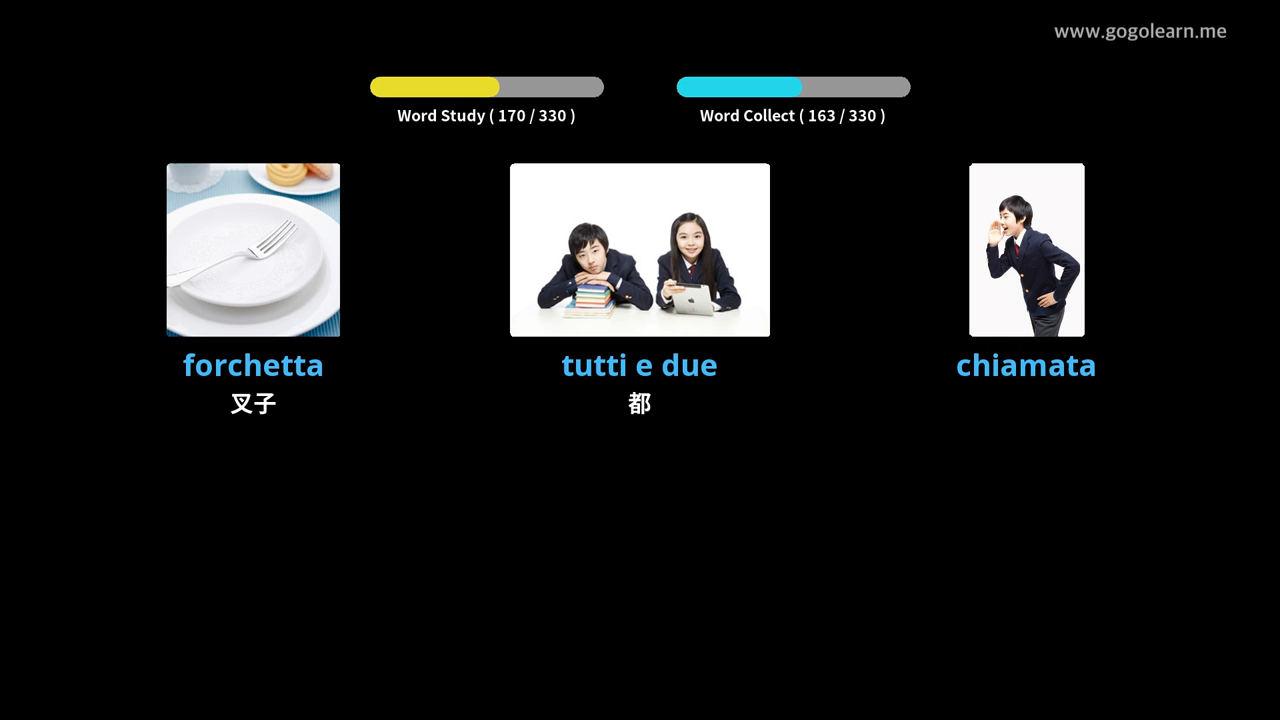 www.gogolearn.me
Word Study ( 170 / 330 )
Word Collect ( 163 / 330 )
forchetta
叉子
tutti e due
都
chiamata